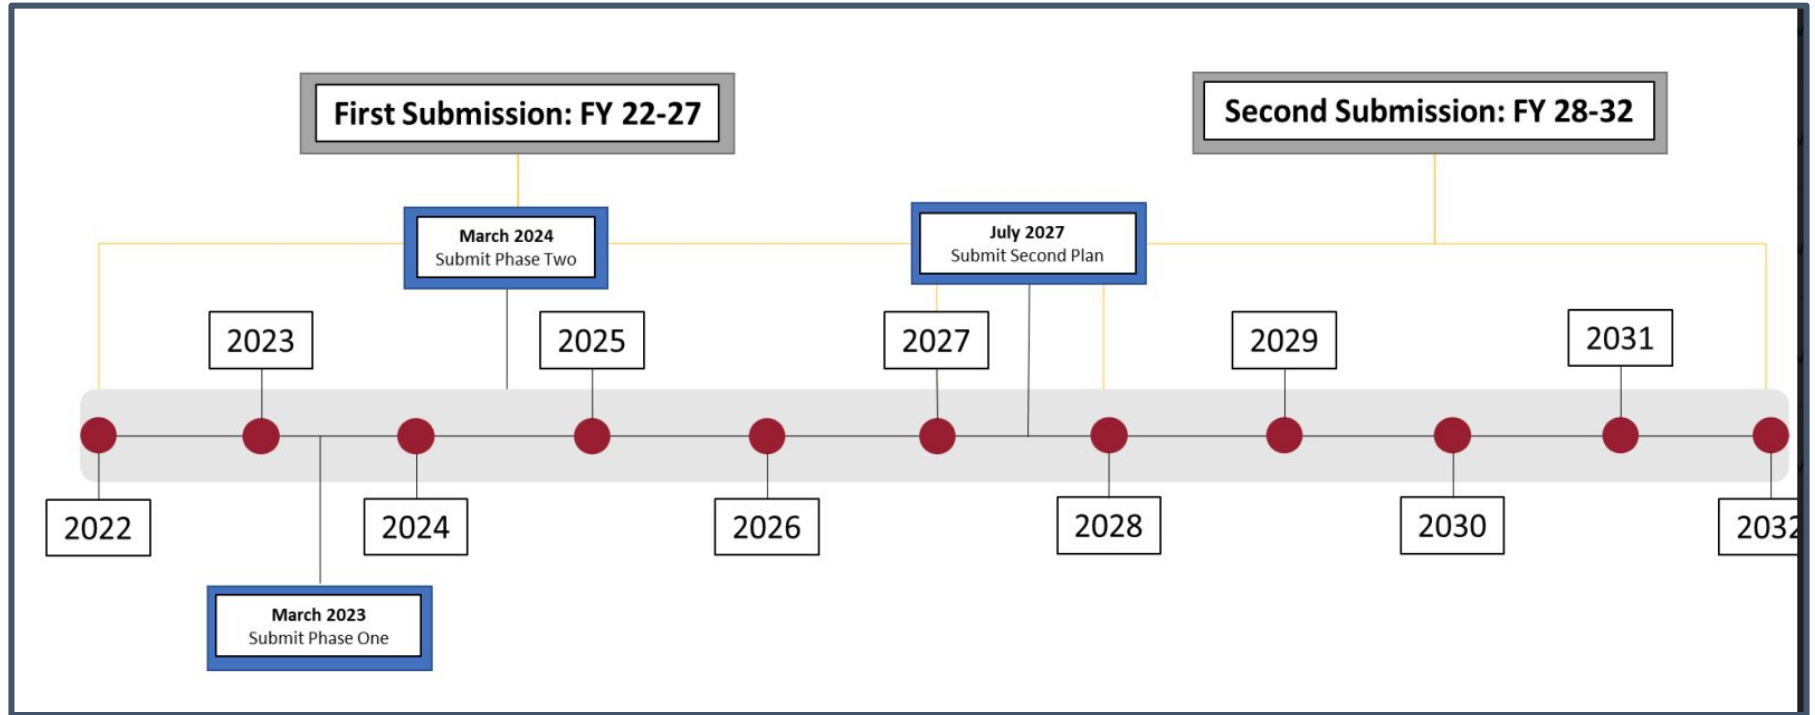 First Submission: FY 22-27
Second Submission: FY 28-32
March 2024
Submit Phase Two
July 2027
Submit Second Plan
2023
2025
2027
2029
2031
2022
2024
2026
2028
2030
2032
March 2023
Submit Phase One